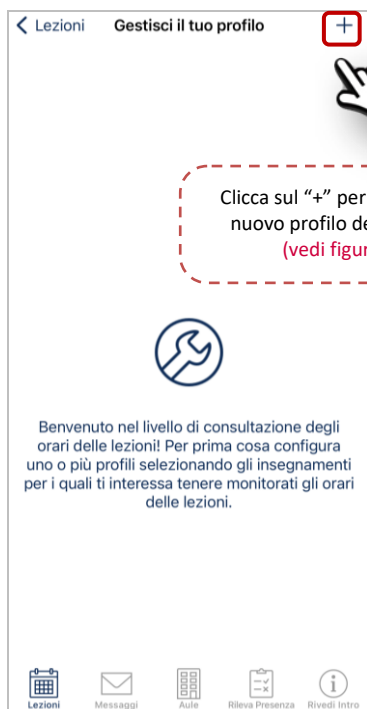 Lezioni Gestisci il tuo profilo +
Clicca sul “+” per
nuovo profilo
(vedi
Benvenuto nel livello di consultazione degli
orari delle lezioni! Per prima cosa configura
uno o più profili selezionando gli insegnamenti
per i quali ti interessa tenere monitorati gli orari
delle lezioni.
Lezioni Messaggi Aule Rileva Presenza Rivedi Intro